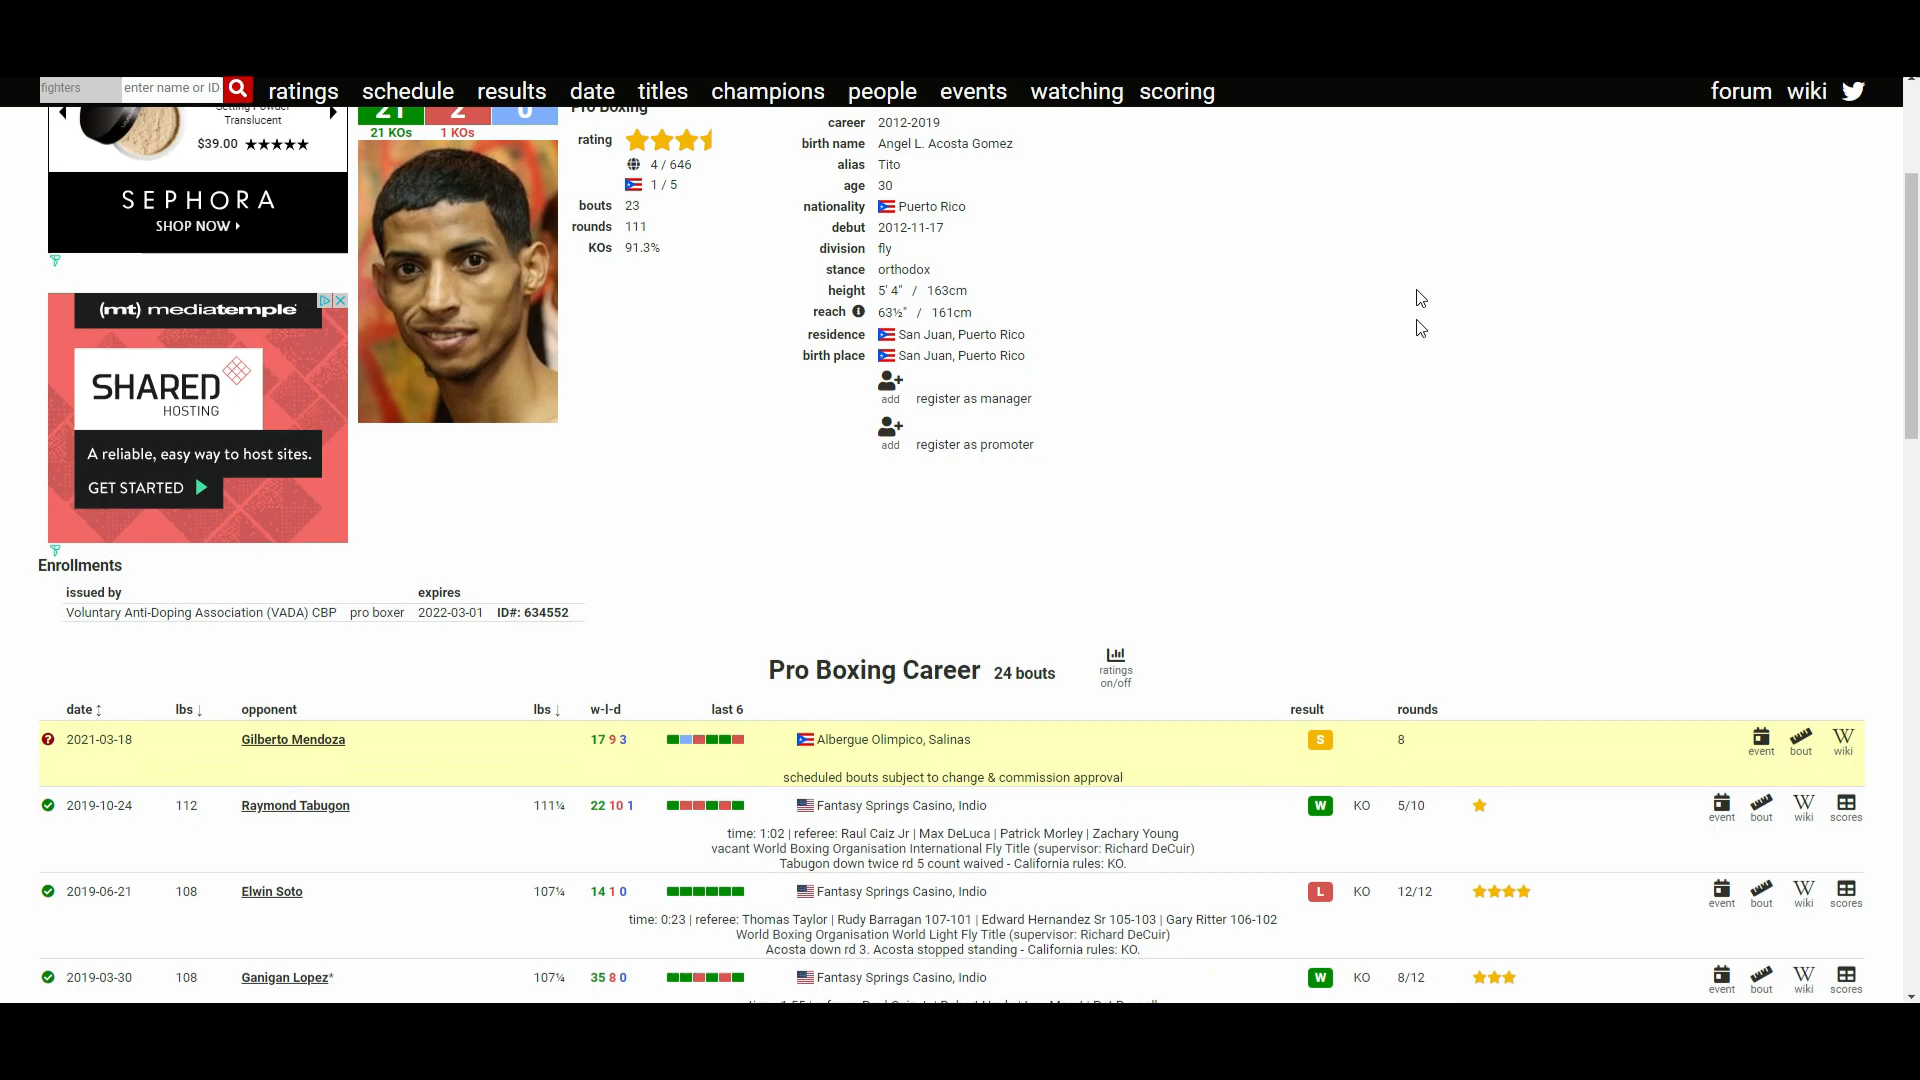 fighters enter name or ID ratings schedule results date titles champions people events watching scoring forum wiki
Translucent
$39.00 ★★★★★
SEPHORA
SHOP NOW
(mt) mediatemple
SHARED
HOSTING
A reliable, easy way to host sites.
GET STARTED
21 2 0
21 KOs 1 KOs
Pro Boxing
rating
4 / 646
1 / 5
bouts 23
rounds 111
KOs 91.3%
career 2012-2019
birth name Angel L. Acosta Gomez
alias Tito
age 30
nationality Puerto Rico
debut 2012-11-17
division fly
stance orthodox
height 5' 4" / 163cm
reach 63½" / 161cm
residence San Juan, Puerto Rico
birth place San Juan, Puerto Rico
add register as manager
add register as promoter
Enrollments
issued by expires
Voluntary Anti-Doping Association (VADA) CBP pro boxer 2022-03-01 ID#: 634552
Pro Boxing Career 24 bouts
ratings
on/off
date lbs opponent lbs w-l-d last 6 result rounds
2021-03-18 Gilberto Mendoza 17 9 3 Albergue Olimpico, Salinas S 8 event bout wiki
scheduled bouts subject to change & commission approval
2019-10-24 112 Raymond Tabugon 111¼ 22 10 1 Fantasy Springs Casino, Indio W KO 5/10 event bout wiki scores
time: 1:02 | referee: Raul Caiz Jr | Max DeLuca | Patrick Morley | Zachary Young
vacant World Boxing Organisation International Fly Title (supervisor: Richard DeCuir)
Tabugon down twice rd 5 count waived - California rules: KO.
2019-06-21 108 Elwin Soto 107¼ 14 1 0 Fantasy Springs Casino, Indio L KO 12/12 event bout wiki scores
time: 0:23 | referee: Thomas Taylor | Rudy Barragan 107-101 | Edward Hernandez Sr 105-103 | Gary Ritter 106-102
World Boxing Organisation World Light Fly Title (supervisor: Richard DeCuir)
Acosta down rd 3. Acosta stopped standing - California rules: KO.
2019-03-30 108 Ganigan Lopez* 107¼ 35 8 0 Fantasy Springs Casino, Indio W KO 8/12 event bout wiki scores